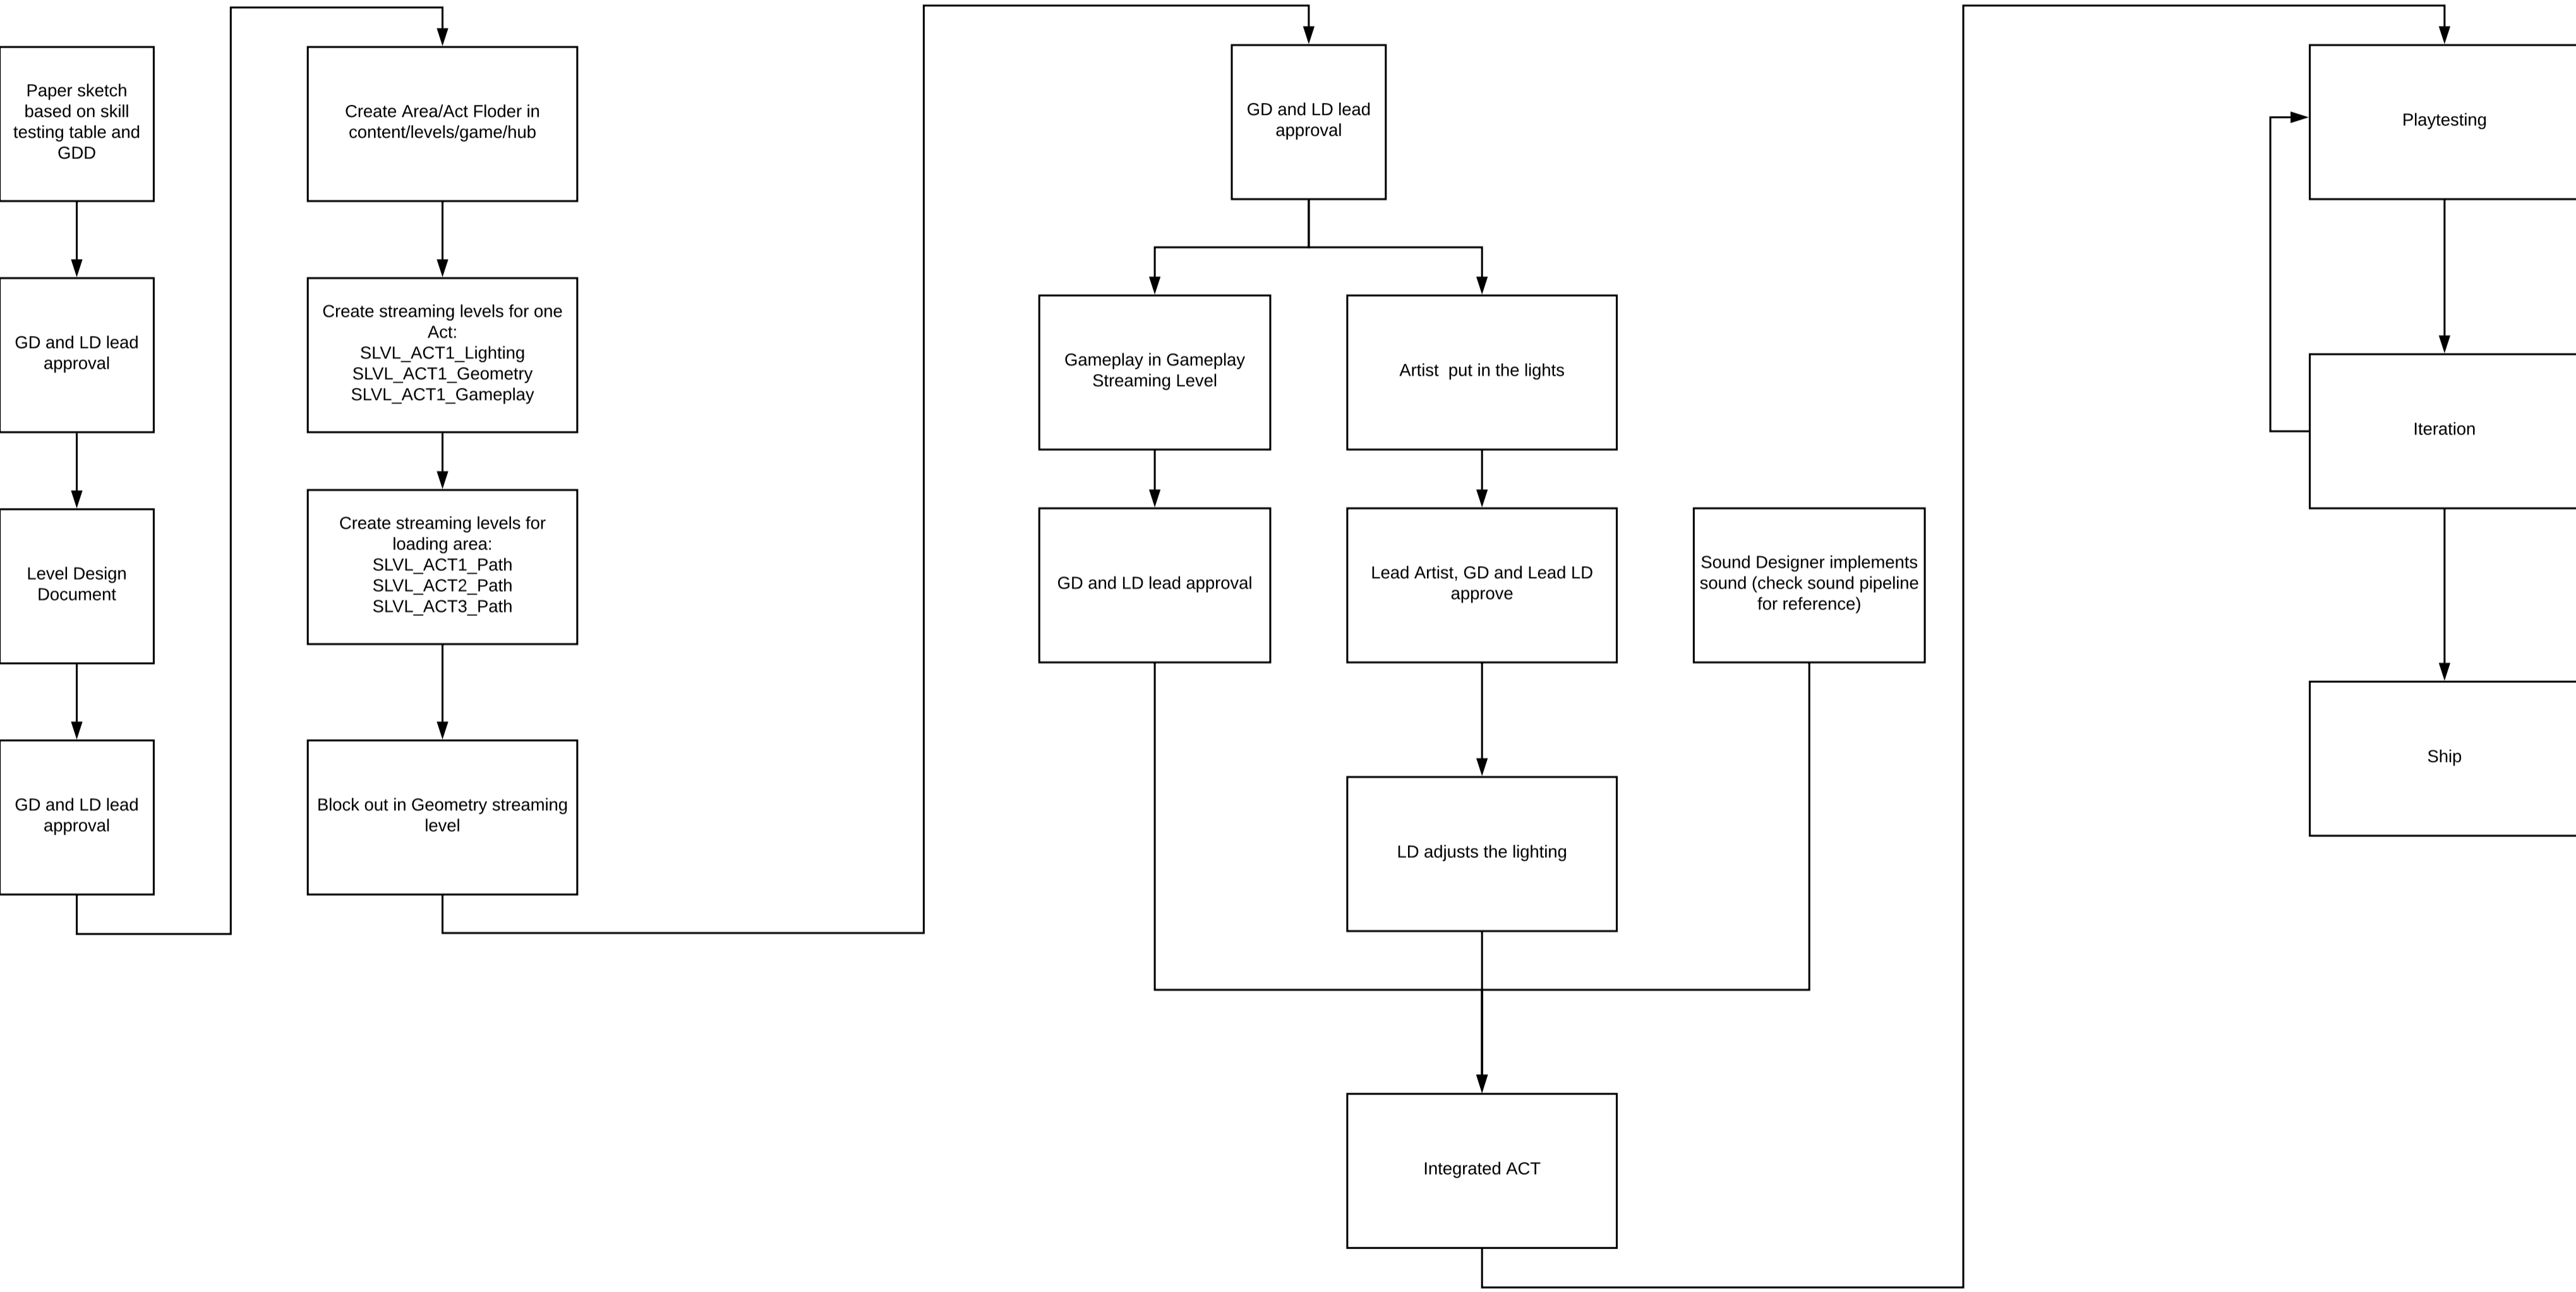 Paper sketch
based on skill
testing table and
GDD
GD and LD lead
approval
Level Design
Document
GD and LD lead
approval
Create Area/Act Floder in
content/levels/game/hub
Create streaming levels for one
Act:
SLVL_ACT1_Lighting
SLVL_ACT1_Geometry
SLVL_ACT1_Gameplay
Create streaming levels for
loading area:
SLVL_ACT1_Path
SLVL_ACT2_Path
SLVL_ACT3_Path
Block out in Geometry streaming
level
GD and LD lead
approval
Gameplay in Gameplay
Streaming Level
GD and LD lead approval
Artist  put in the lights
Lead Artist, GD and Lead LD
approve
LD adjusts the lighting
Sound Designer implements
sound (check sound pipeline
for reference)
Integrated ACT
Playtesting
Iteration
Ship